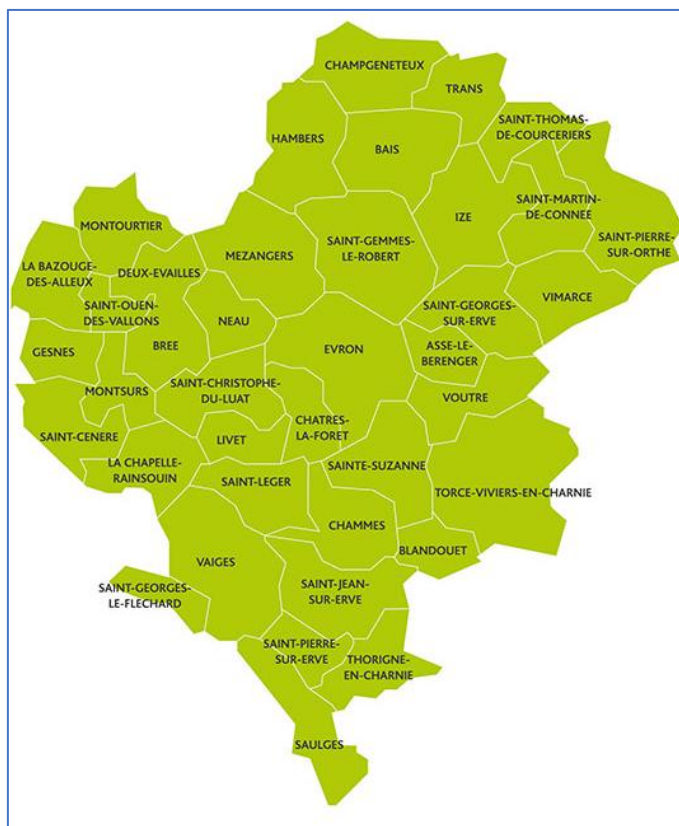 CHAMPGENETEUX
TRANS
SAINT-THOMAS-
DE-COURCERIERS
HAMBERS
BAIS
SAINT-MARTIN-
DE-CONNEE
IZE
MONTOURTIER
SAINT-PIERRE-
SUR-ORTHE
MEZANGERS
SAINT-GEMMES-
LE-ROBERT
LA BAZOUGE-
DES-ALLEUX
DEUX-EVAILLES
VIMARCE
SAINT-OUEN-
DES-VALLONS
NEAU
SAINT-GEORGES-
SUR-ERVE
GESNES
BREE
EVRON
ASSE-LE-
BERENGER
MONTSURS
SAINT-CHRISTOPHE-
DU-LUAT
VOUTRE
SAINT-CENERE
LIVET
CHATRES-
LA-FORET
LA CHAPELLE-
RAINSOUIN
SAINT-LEGER
SAINTE-SUZANNE
TORCE-VIVIERS-EN-CHARNIE
CHAMMES
BLANDOUET
VAIGES
SAINT-GEORGES-
LE-FLECHARD
SAINT-JEAN-
SUR-ERVE
SAINT-PIERRE-
SUR-ERVE
THORIGNE-
EN-CHARNIE
SAULGES